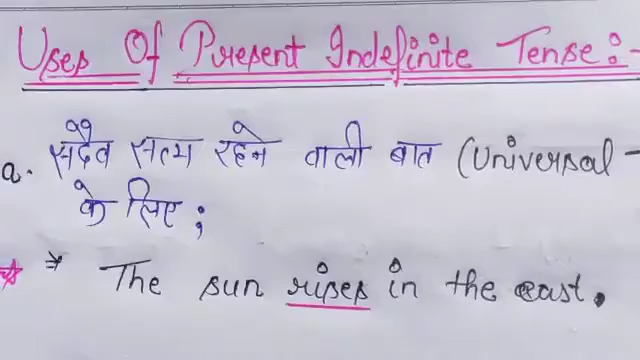 Uses Of Present Indefinite Tense:-
a. सदैव सत्य रहने वाली बात (Universal -
के लिए ;
⇒ The sun rises in the east.